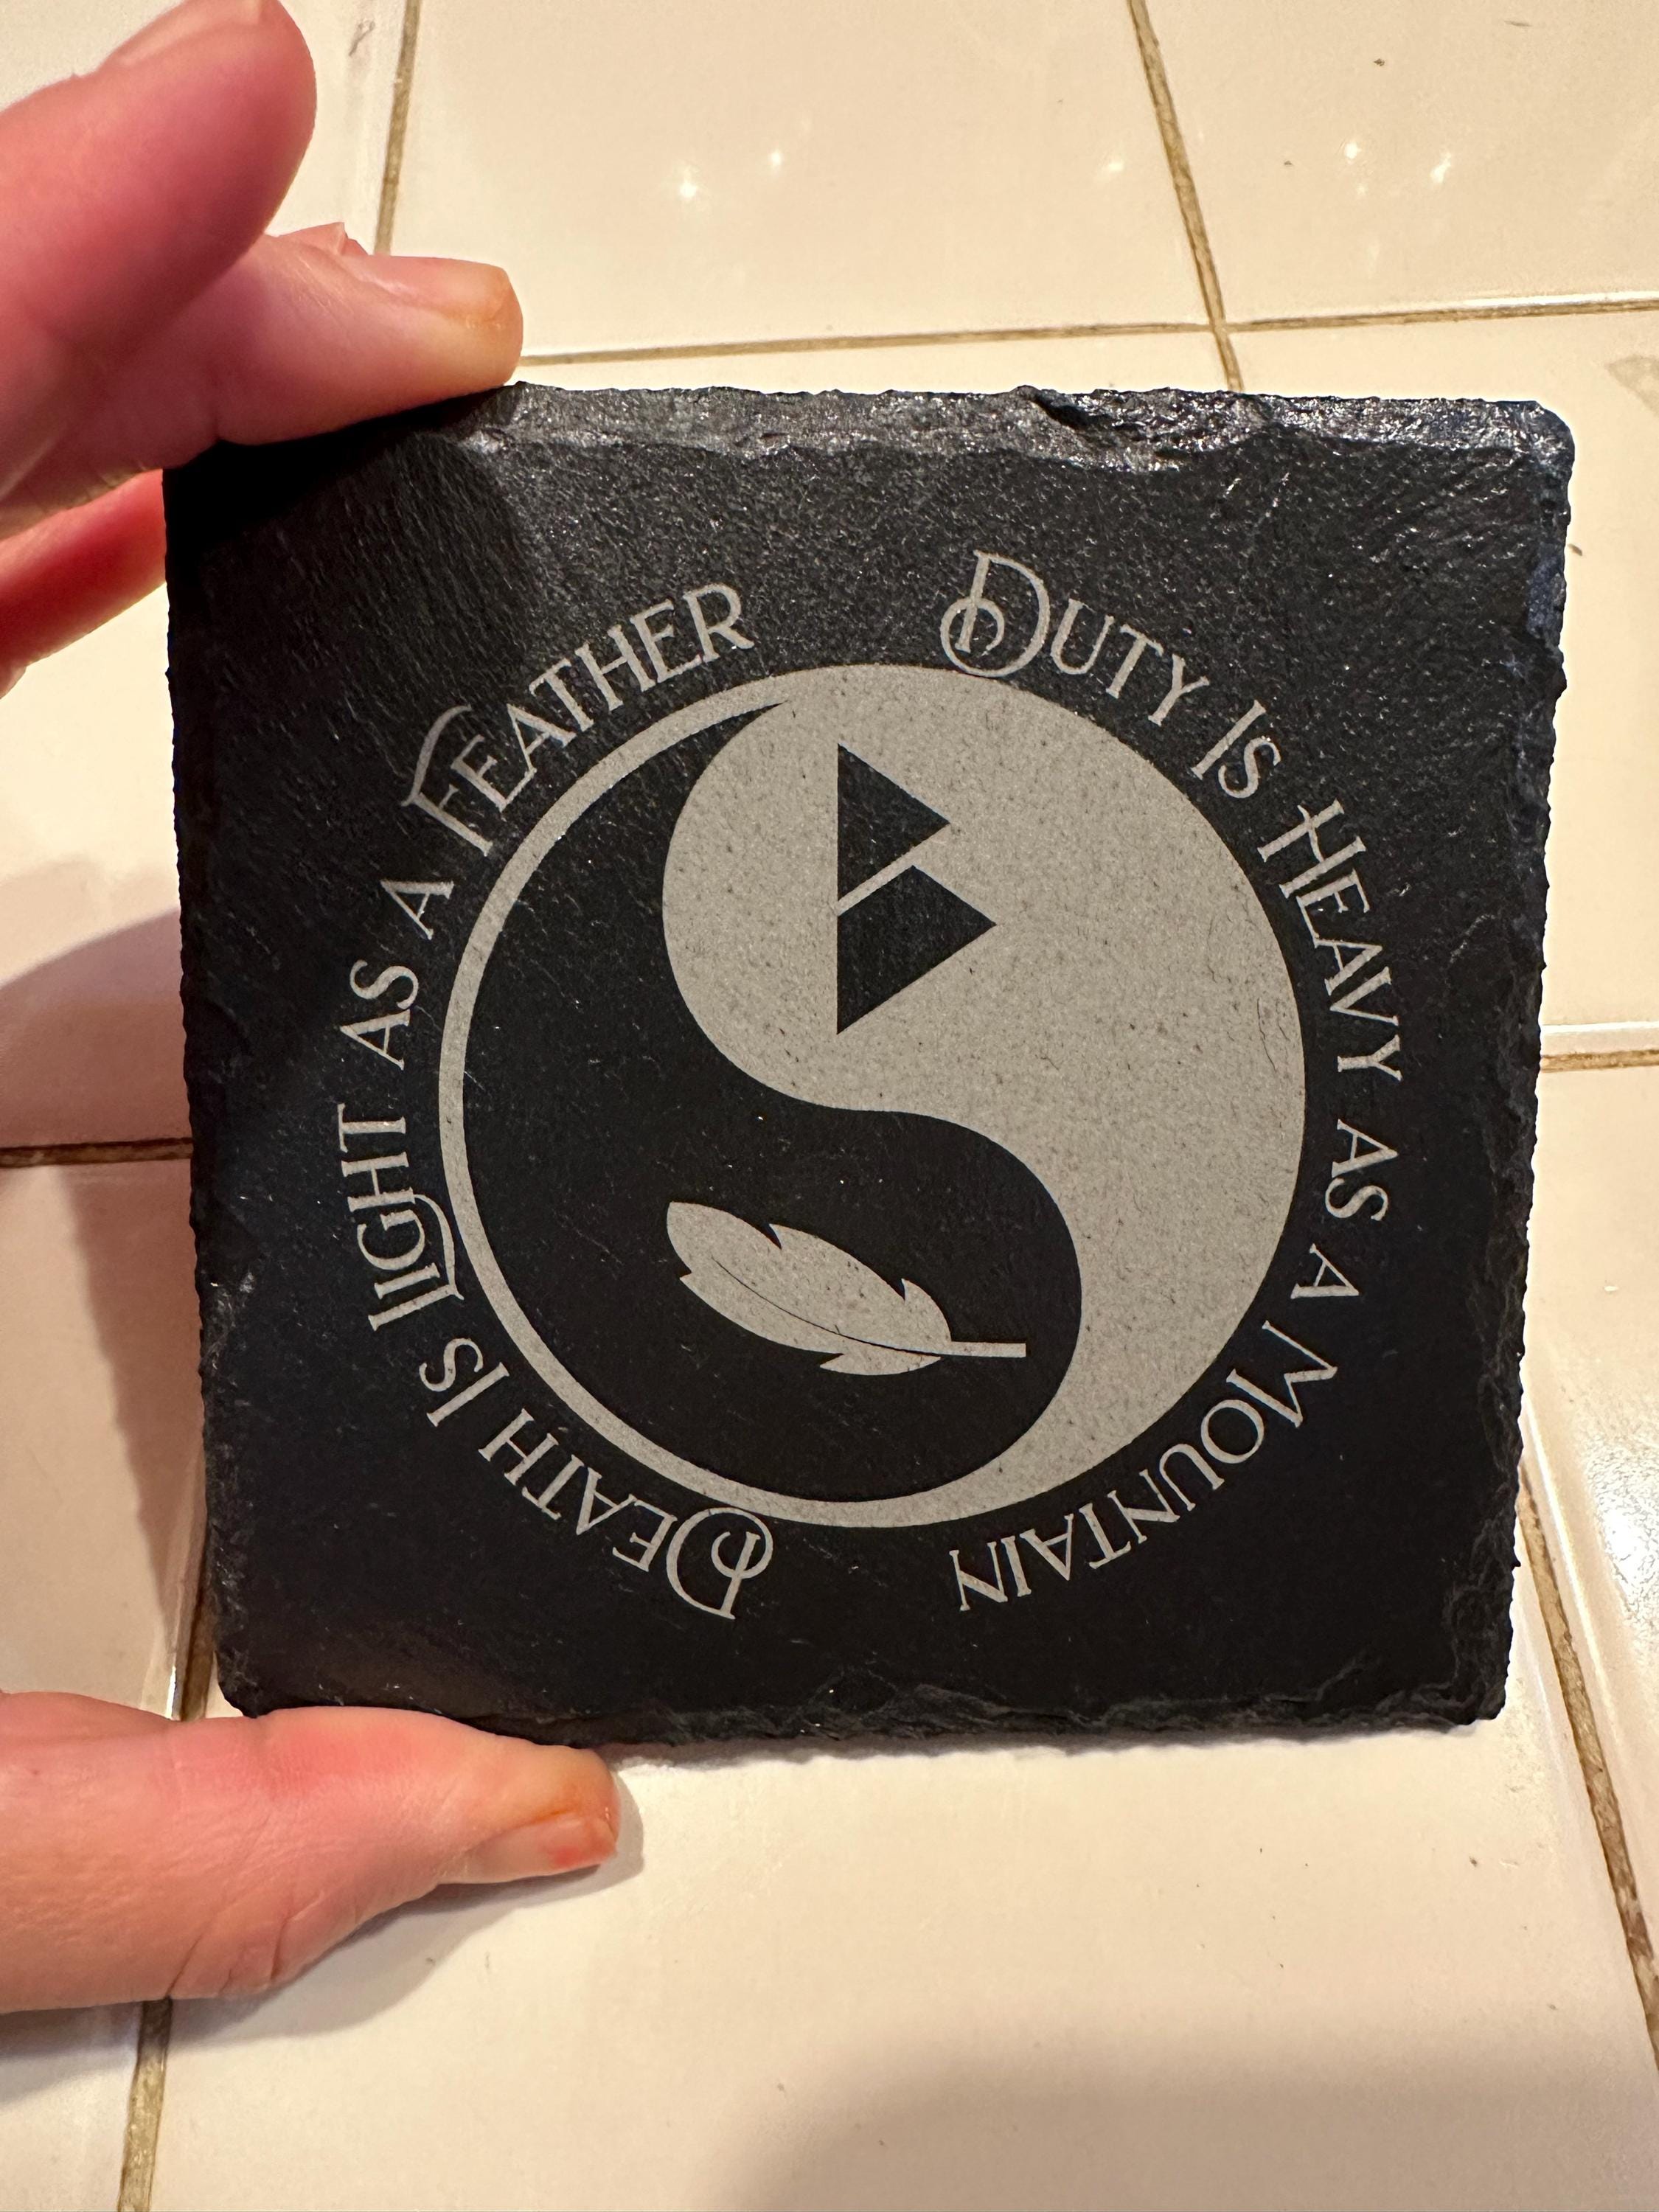 Death Is Light as a Feather
Duty Is Heavy as a Mountain